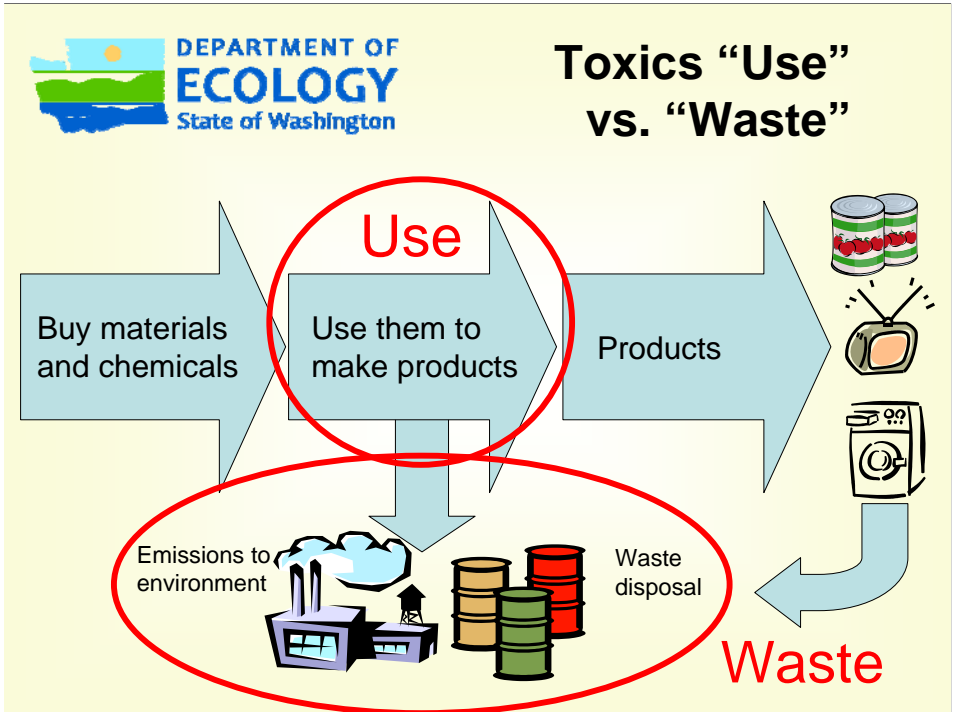 DEPARTMENT OF
ECOLOGY
State of Washington
Toxics “Use”
vs. “Waste”
Use
Buy materials
and chemicals
Use them to
make products
Products
Emissions to
environment
Waste
disposal
Waste